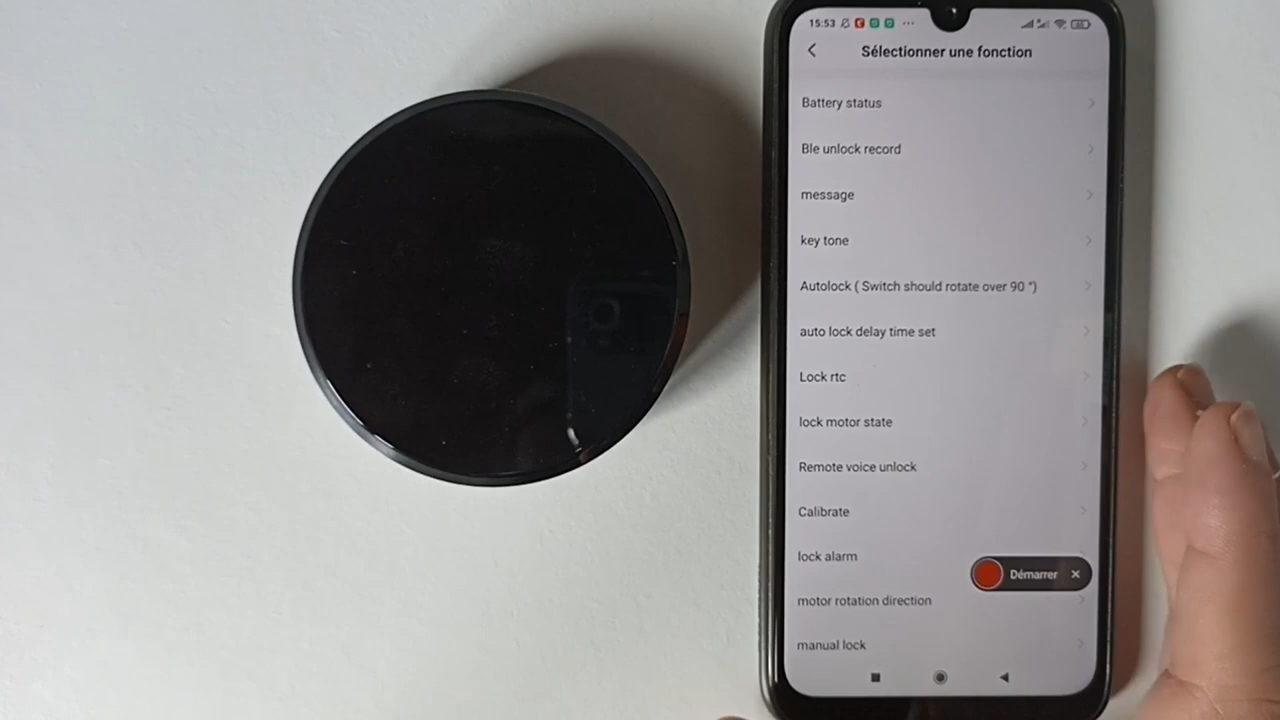 15:53
Sélectionner une fonction
Battery status
Ble unlock record
message
key tone
Autolock ( Switch should rotate over 90 °)
auto lock delay time set
Lock rtc
lock motor state
Remote voice unlock
Calibrate
lock alarm
Démarrer
motor rotation direction
manual lock